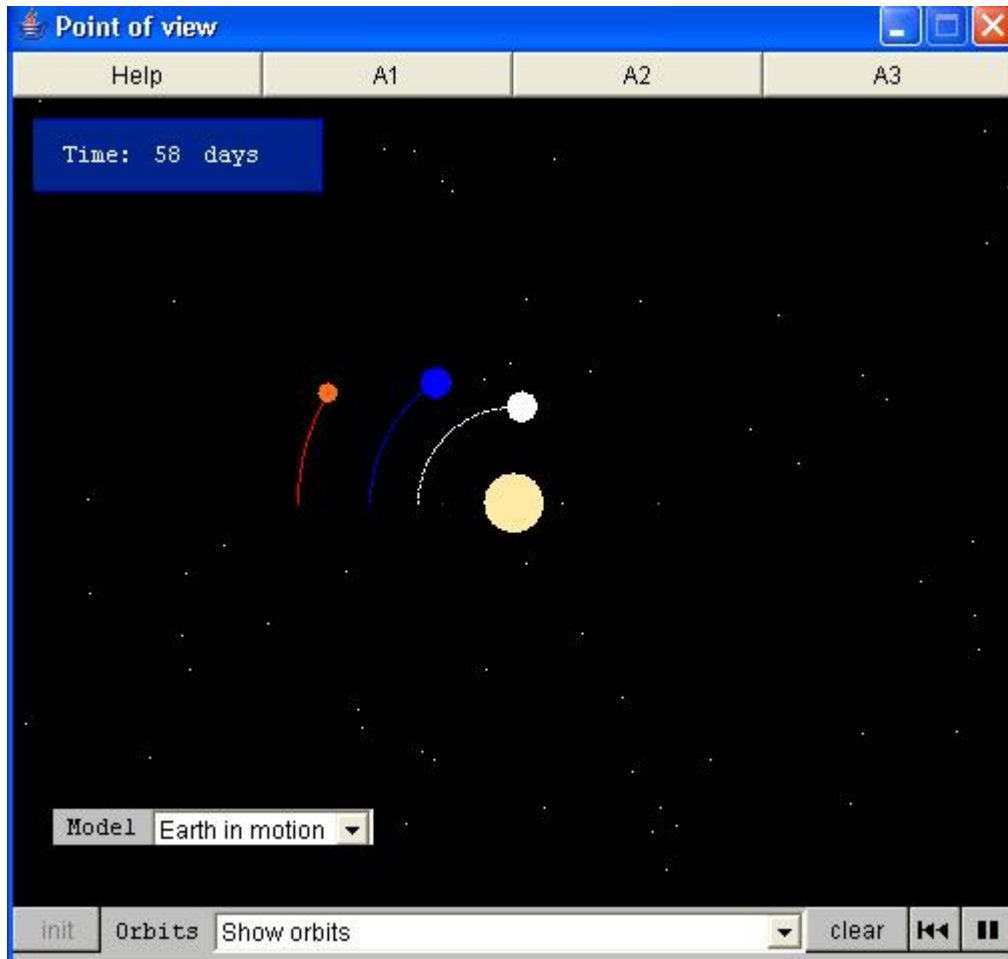 Point of view
Help A1 A2 A3
Time: 58 days
Model Earth in motion
init Orbits Show orbits clear